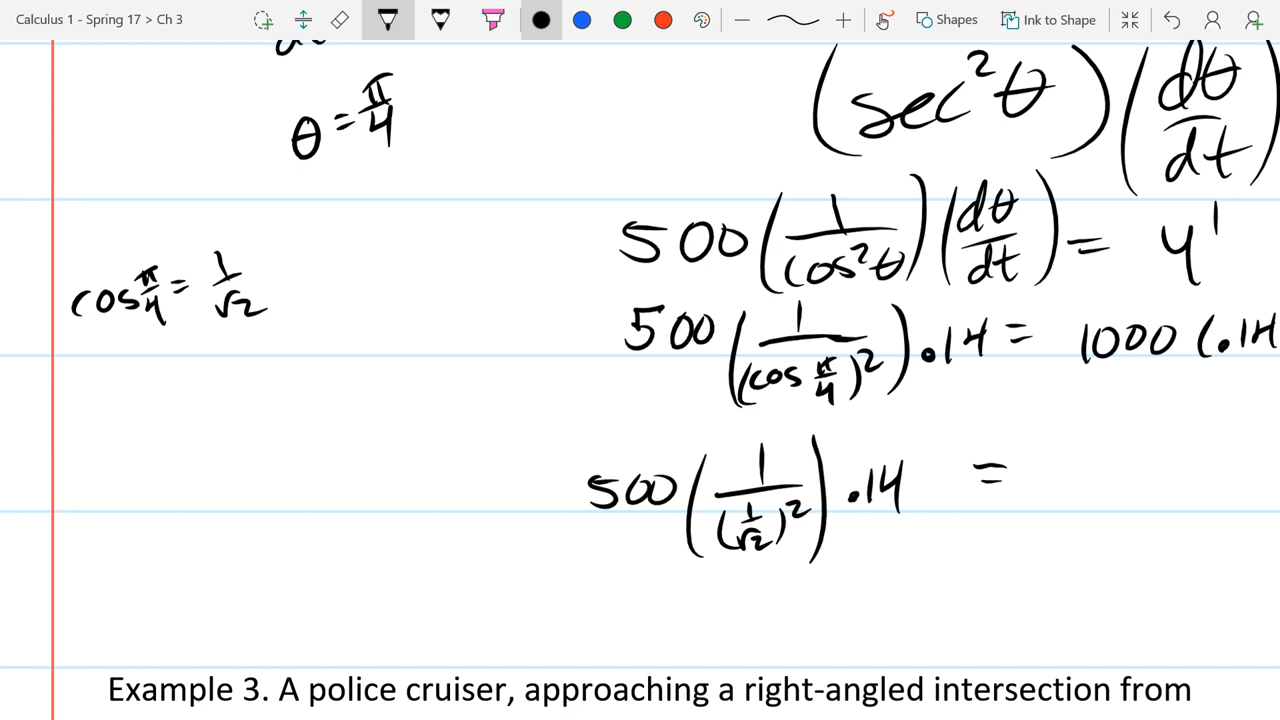 Calculus 1 - Spring 17 > Ch 3
Shapes
Ink to Shape
θ = π/4
(sec²θ)(dθ/dt)
500(1/cos²θ)(dθ/dt) = y'
cos π/4 = 1/√2
500(1/(cos π/4)²).14 = 1000(.14
500(1/(1/√2)²).14 =
Example 3. A police cruiser, approaching a right-angled intersection from